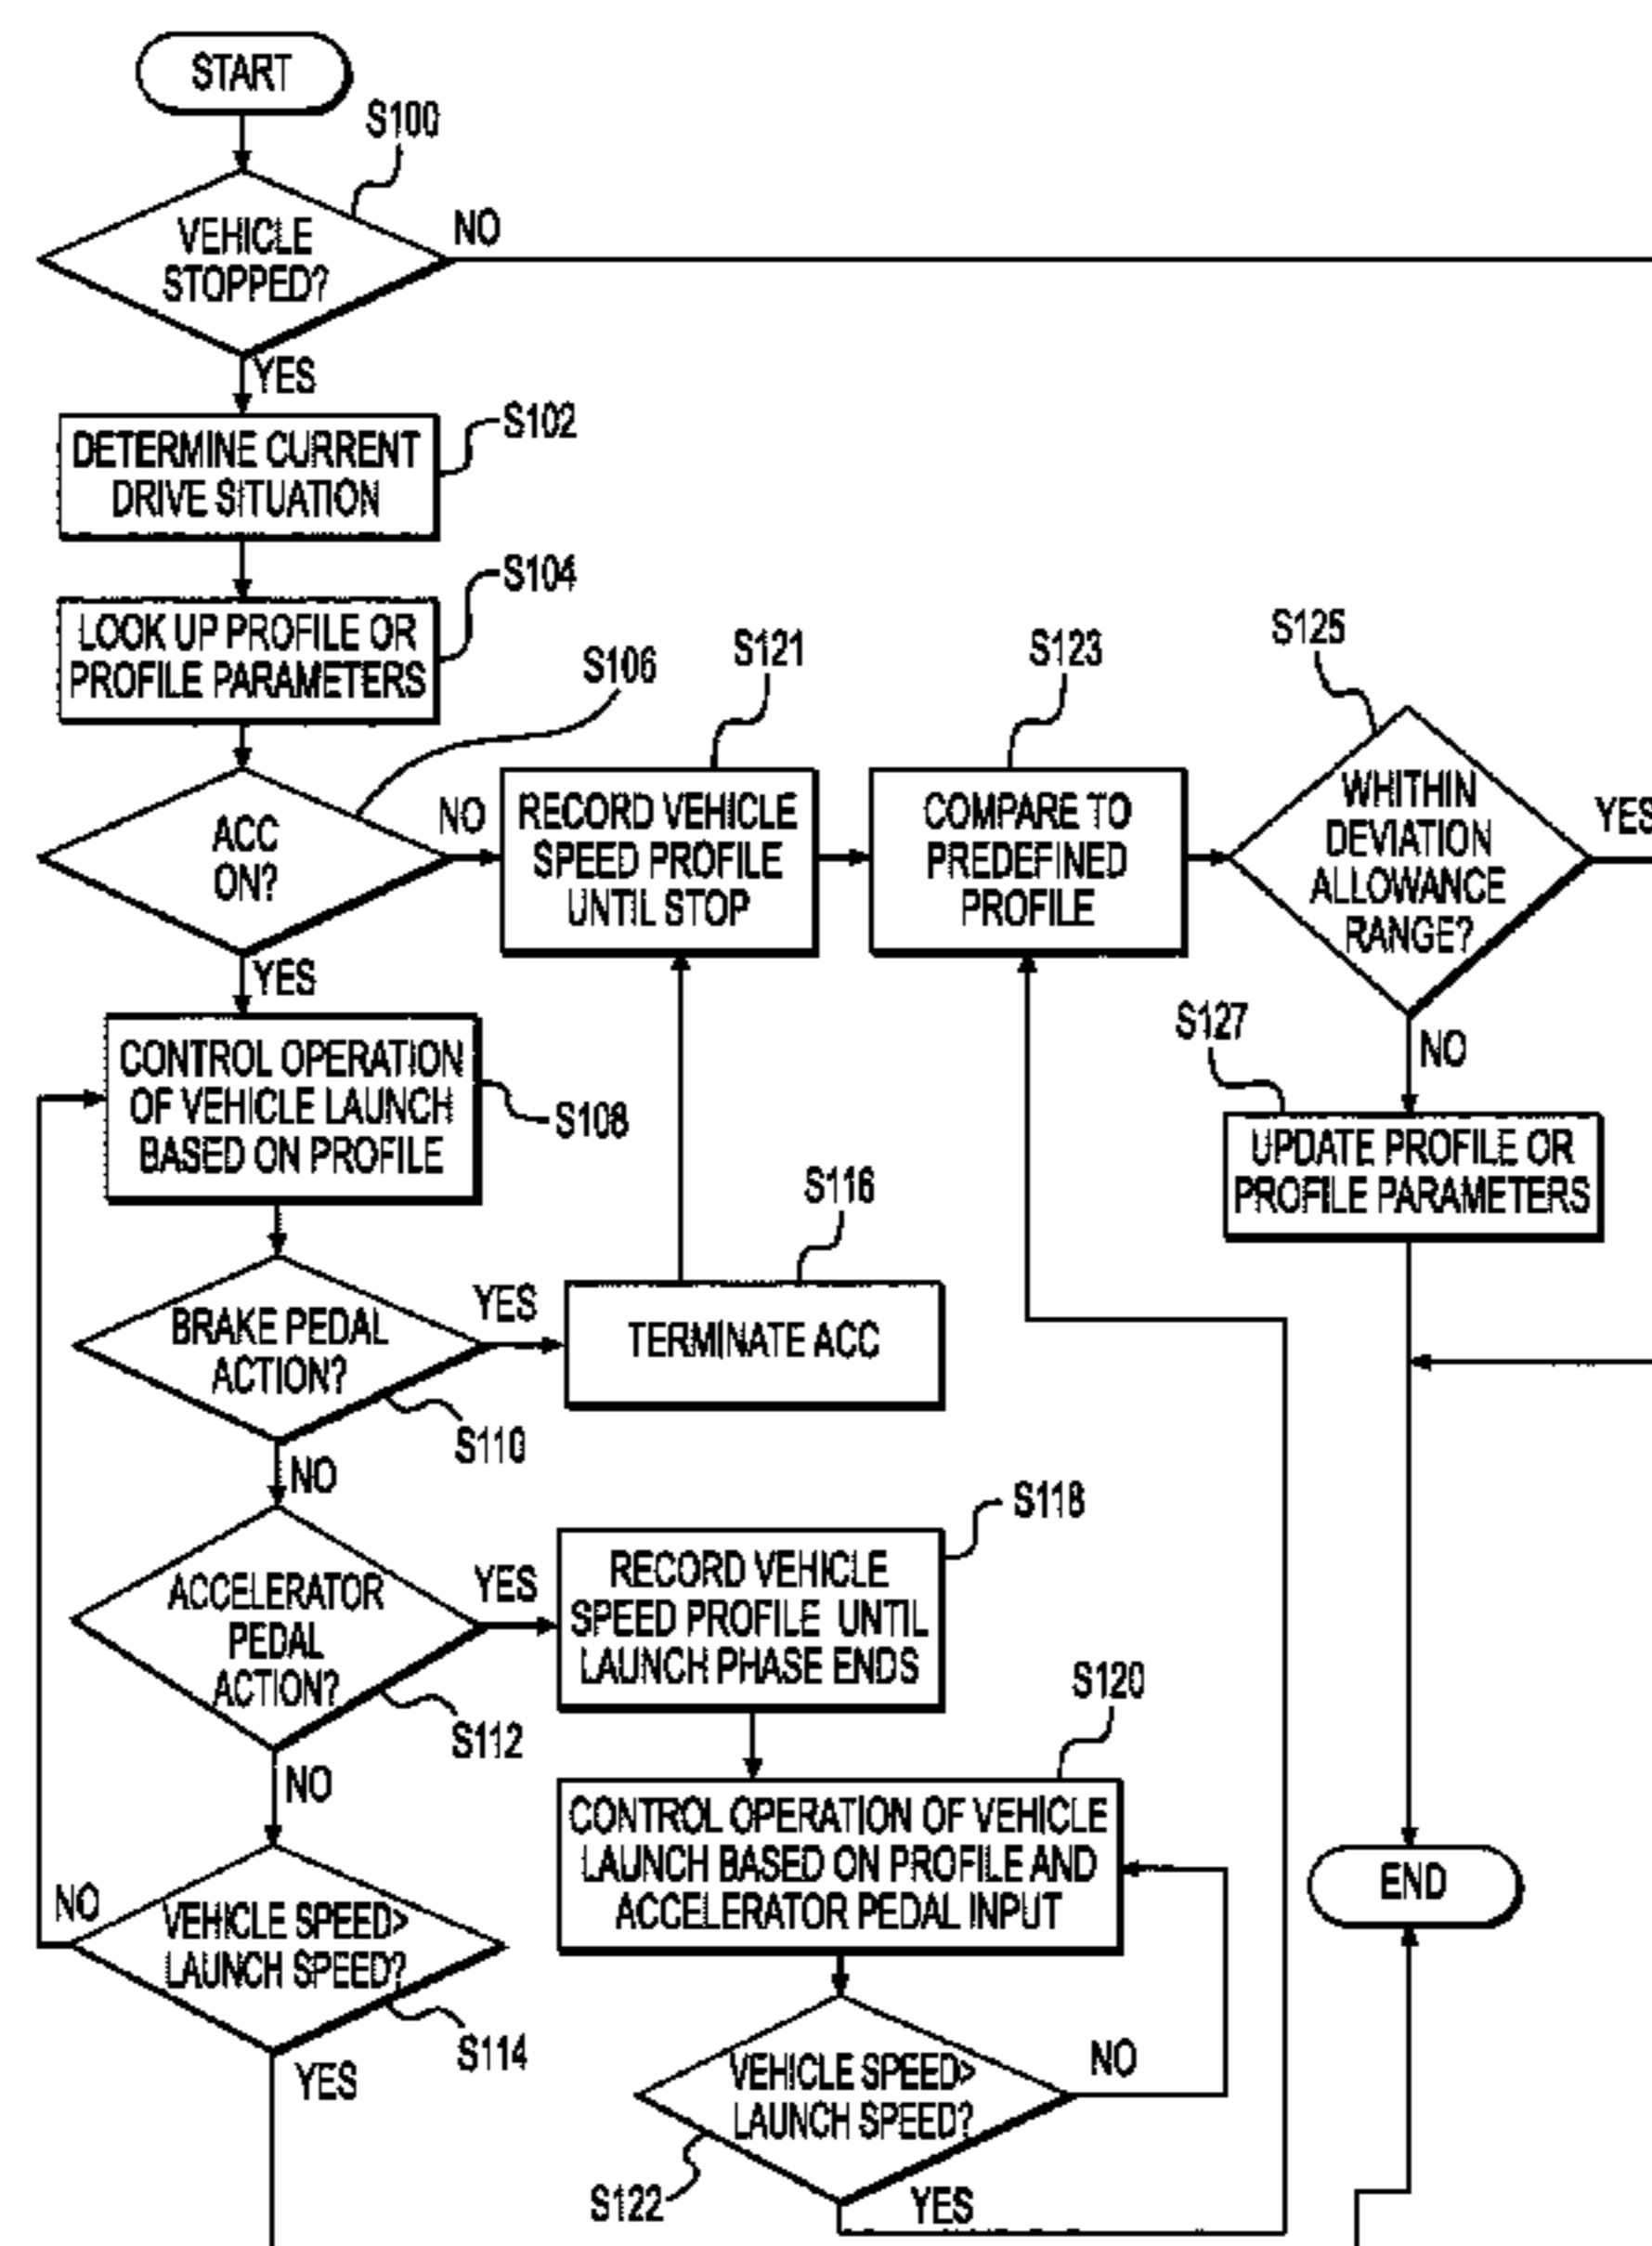 START
S100
VEHICLE
STOPPED?
NO
YES
DETERMINE CURRENT
DRIVE SITUATION
S102
LOOK UP PROFILE OR
PROFILE PARAMETERS
S104
S106
ACC
ON?
NO
YES
S121
RECORD VEHICLE
SPEED PROFILE
UNTIL STOP
S123
COMPARE TO
PREDEFINED
PROFILE
S125
WHITHIN
DEVIATION
ALLOWANCE
RANGE?
YES
NO
S127
UPDATE PROFILE OR
PROFILE PARAMETERS
CONTROL OPERATION
OF VEHICLE LAUNCH
BASED ON PROFILE
S108
BRAKE PEDAL
ACTION?
YES
S110
NO
S116
TERMINATE ACC
ACCELERATOR
PEDAL
ACTION?
YES
S112
NO
S118
RECORD VEHICLE
SPEED PROFILE UNTIL
LAUNCH PHASE ENDS
S120
CONTROL OPERATION OF VEHICLE
LAUNCH BASED ON PROFILE AND
ACCELERATOR PEDAL INPUT
END
NO
VEHICLE SPEED>
LAUNCH SPEED?
S114
YES
VEHICLE SPEED>
LAUNCH SPEED?
NO
S122
YES